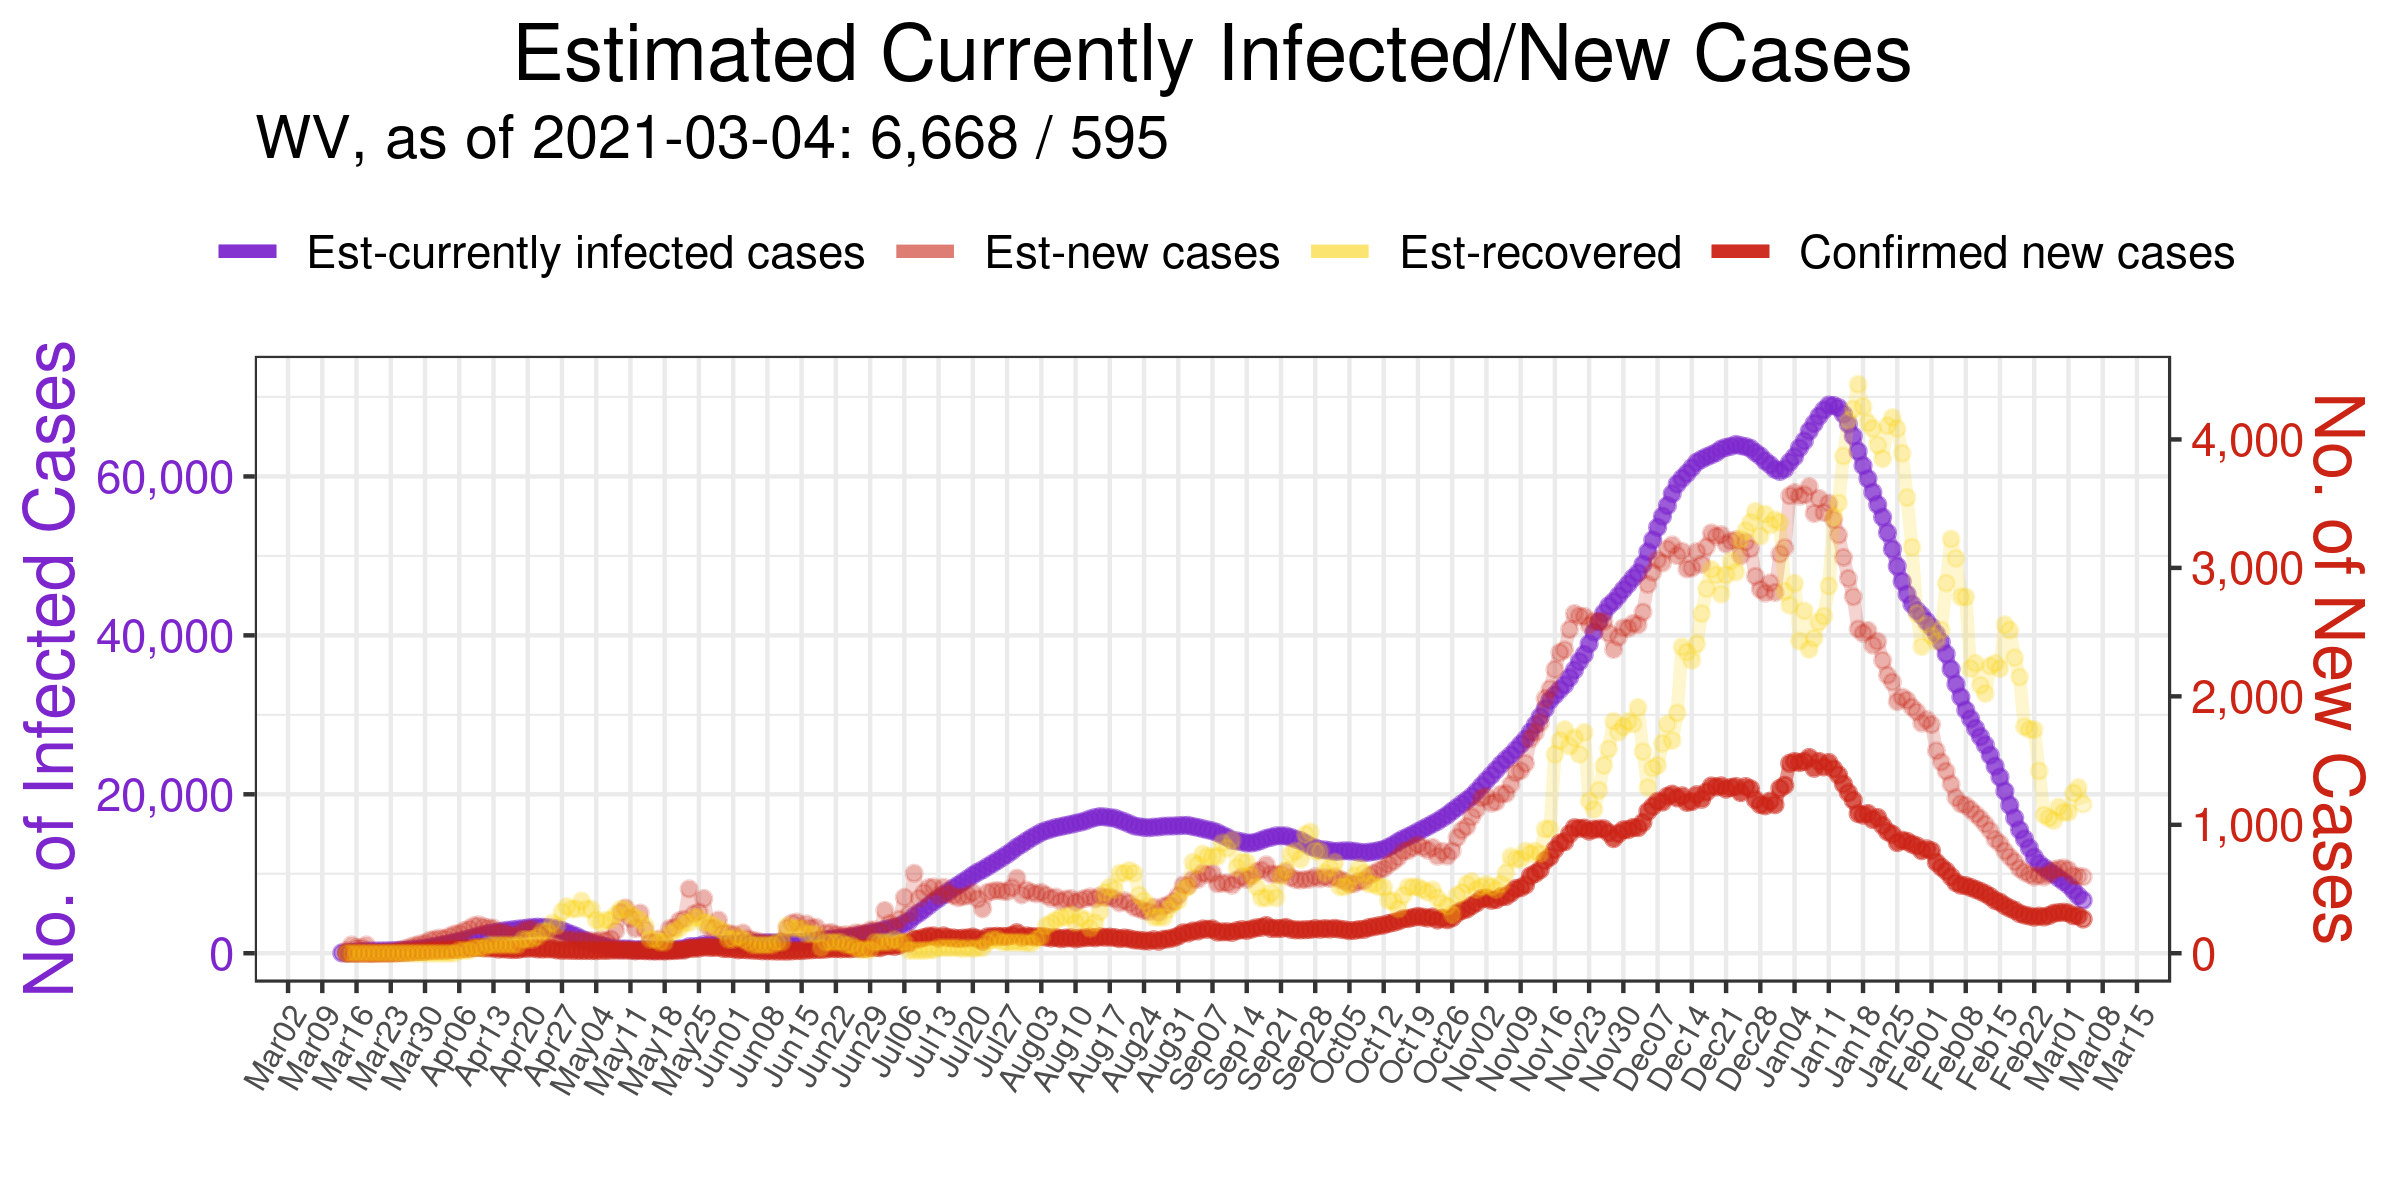 Estimated Currently Infected/New Cases
WV, as of 2021-03-04: 6,668 / 595
Est-currently infected cases
Est-new cases
Est-recovered
Confirmed new cases
No. of Infected Cases
60,000
40,000
20,000
0
4,000
3,000
2,000
1,000
0
No. of New Cases
Mar02
Mar09
Mar16
Mar23
Mar30
Apr06
Apr13
Apr20
Apr27
May04
May11
May18
May25
Jun01
Jun08
Jun15
Jun22
Jun29
Jul06
Jul13
Jul20
Jul27
Aug03
Aug10
Aug17
Aug24
Aug31
Sep07
Sep14
Sep21
Sep28
Oct05
Oct12
Oct19
Oct26
Nov02
Nov09
Nov16
Nov23
Nov30
Dec07
Dec14
Dec21
Dec28
Jan04
Jan11
Jan18
Jan25
Feb01
Feb08
Feb15
Feb22
Mar01
Mar08
Mar15